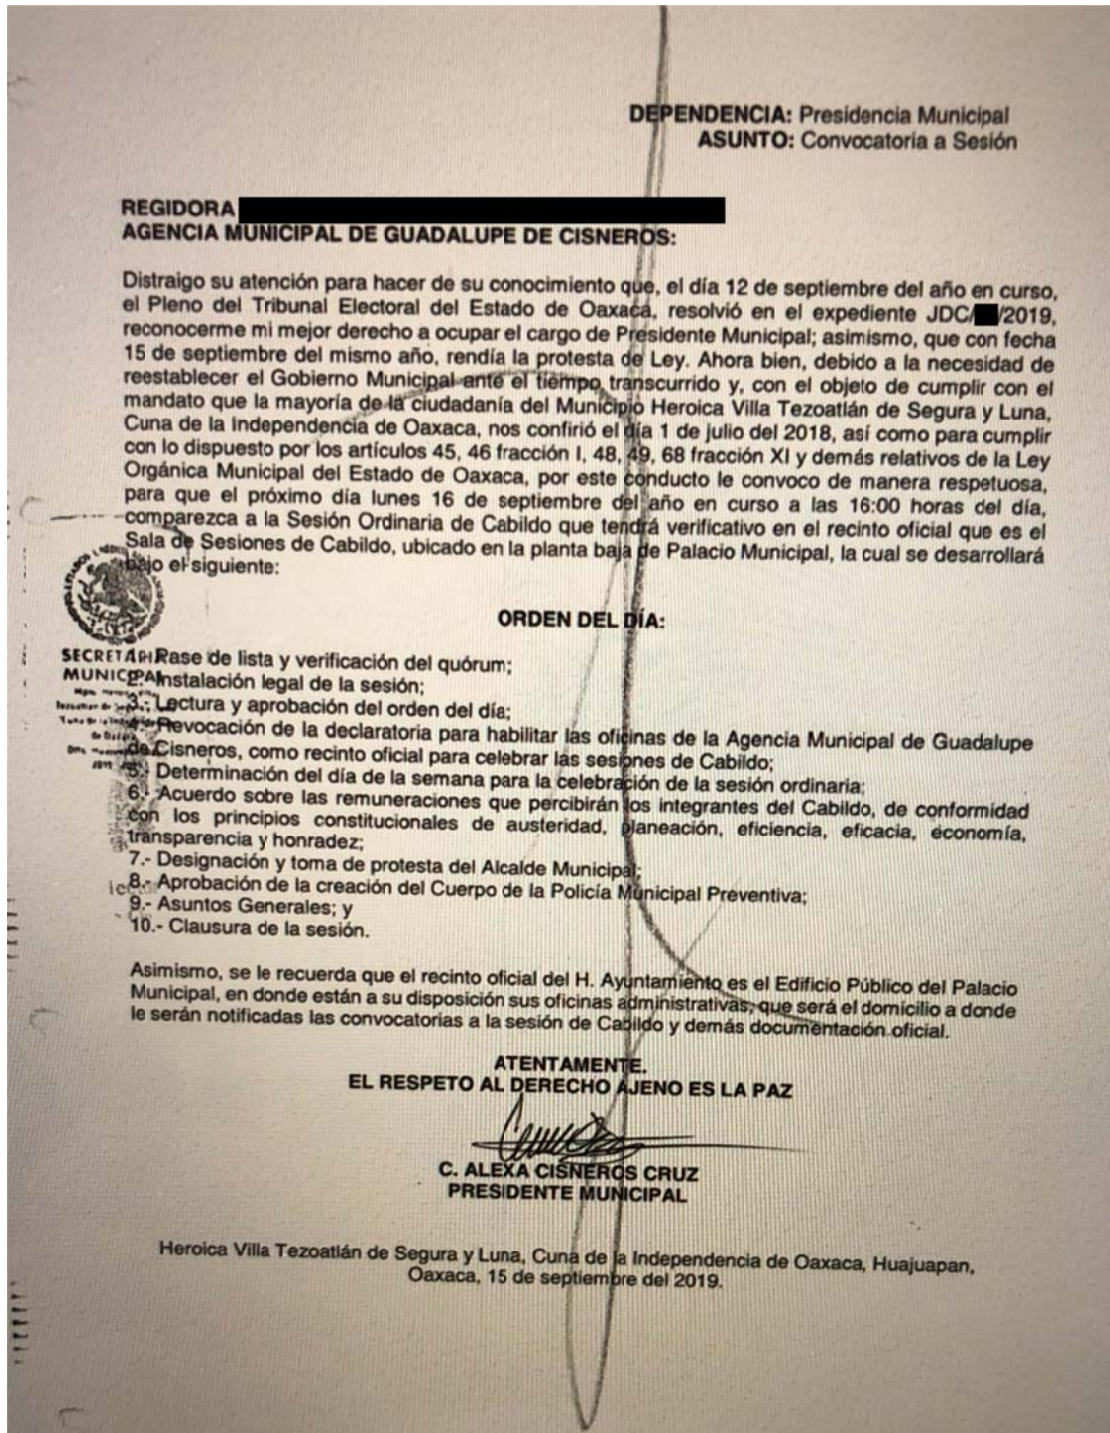 DEPENDENCIA: Presidencia Municipal
ASUNTO: Convocatoria a Sesión
REGIDORA
AGENCIA MUNICIPAL DE GUADALUPE DE CISNEROS:
Distraigo su atención para hacer de su conocimiento que, el día 12 de septiembre del año en curso,
el Pleno del Tribunal Electoral del Estado de Oaxaca, resolvió en el expediente JDC/ /2019,
reconocerme mi mejor derecho a ocupar el cargo de Presidente Municipal; asimismo, que con fecha
15 de septiembre del mismo año, rendía la protesta de Ley. Ahora bien, debido a la necesidad de
reestablecer el Gobierno Municipal ante el tiempo transcurrido y, con el objeto de cumplir con el
mandato que la mayoría de la ciudadanía del Municipio Heroica Villa Tezoatlán de Segura y Luna,
Cuna de la Independencia de Oaxaca, nos confirió el día 1 de julio del 2018, así como para cumplir
con lo dispuesto por los artículos 45, 46 fracción I, 48, 49, 68 fracción XI y demás relativos de la Ley
Orgánica Municipal del Estado de Oaxaca, por este conducto le convoco de manera respetuosa,
para que el próximo día lunes 16 de septiembre del año en curso a las 16:00 horas del día,
comparezca a la Sesión Ordinaria de Cabildo que tendrá verificativo en el recinto oficial que es el
Sala de Sesiones de Cabildo, ubicado en la planta baja de Palacio Municipal, la cual se desarrollará
bajo el siguiente:
ORDEN DEL DÍA:
Pase de lista y verificación del quórum;
Instalación legal de la sesión;
3.- Lectura y aprobación del orden del día;
Revocación de la declaratoria para habilitar las oficinas de la Agencia Municipal de Guadalupe
de Cisneros, como recinto oficial para celebrar las sesiones de Cabildo;
5.- Determinación del día de la semana para la celebración de la sesión ordinaria;
6.- Acuerdo sobre las remuneraciones que percibirán los integrantes del Cabildo, de conformidad
con los principios constitucionales de austeridad, planeación, eficiencia, eficacia, economía,
transparencia y honradez;
7.- Designación y toma de protesta del Alcalde Municipal;
8.- Aprobación de la creación del Cuerpo de la Policía Municipal Preventiva;
9.- Asuntos Generales; y
10.- Clausura de la sesión.
Asimismo, se le recuerda que el recinto oficial del H. Ayuntamiento es el Edificio Público del Palacio
Municipal, en donde están a su disposición sus oficinas administrativas, que será el domicilio a donde
le serán notificadas las convocatorias a la sesión de Cabildo y demás documentación oficial.
ATENTAMENTE.
EL RESPETO AL DERECHO AJENO ES LA PAZ
C. ALEXA CISNEROS CRUZ
PRESIDENTE MUNICIPAL
Heroica Villa Tezoatlán de Segura y Luna, Cuna de la Independencia de Oaxaca, Huajuapan,
Oaxaca, 15 de septiembre del 2019.